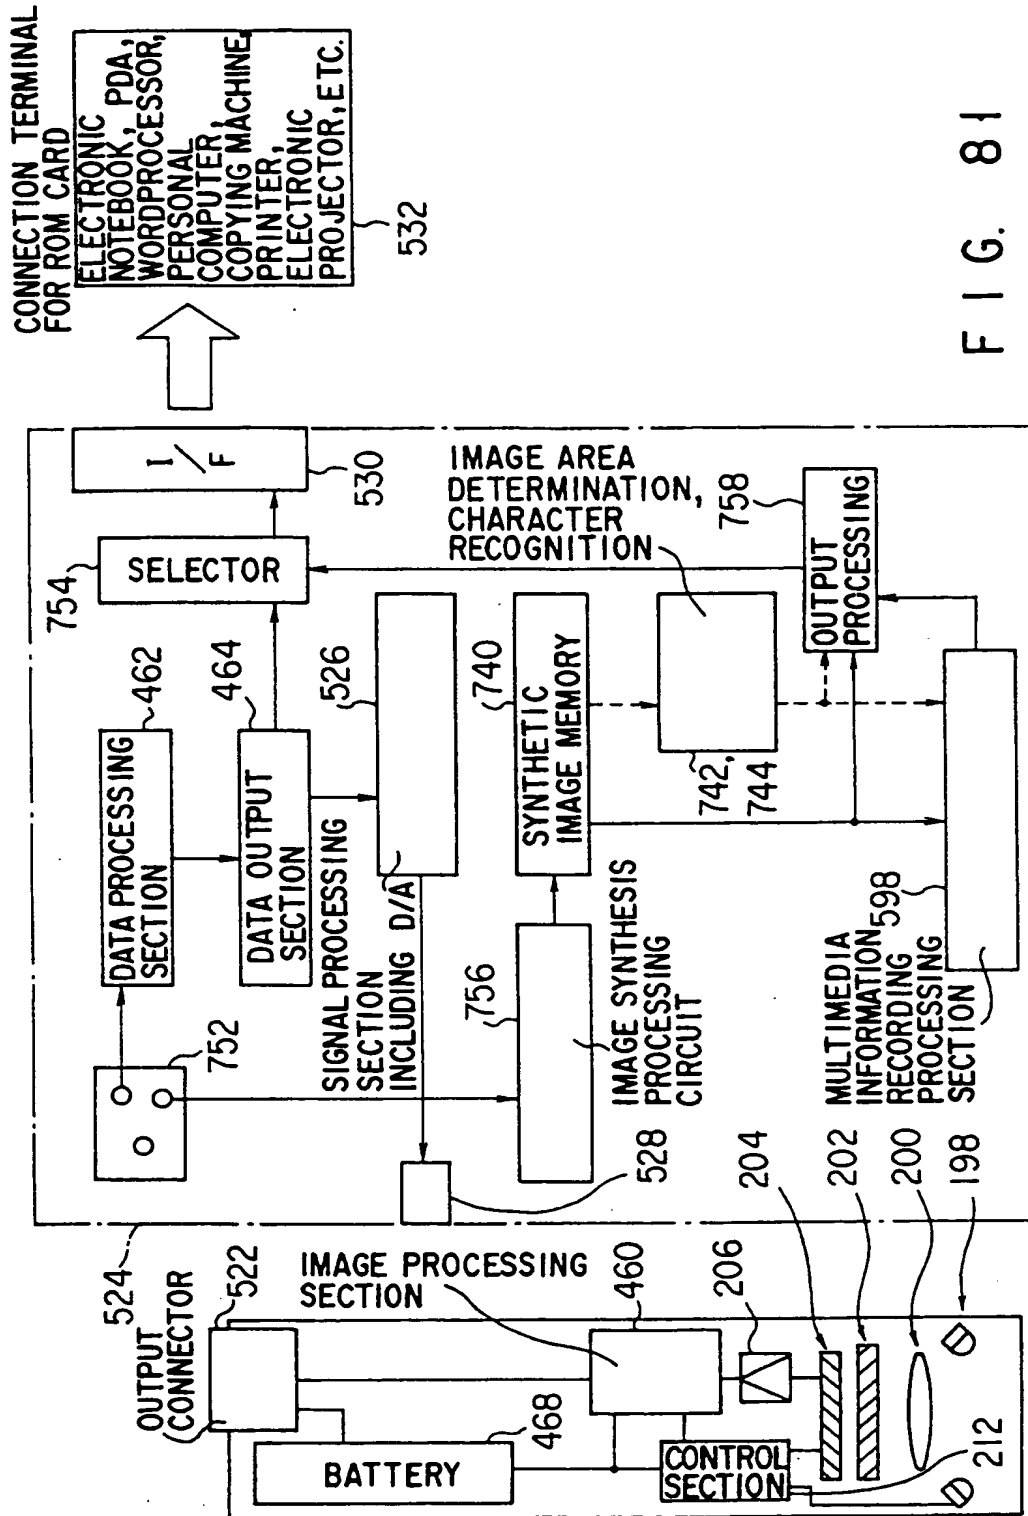 CONNECTION TERMINAL
FOR ROM CARD
ELECTRONIC
NOTEBOOK, PDA,
WORDPROCESSOR,
PERSONAL
COMPUTER,
COPYING MACHINE,
PRINTER,
ELECTRONIC
PROJECTOR, ETC.
532
I/F
530
754
SELECTOR
DATA PROCESSING
SECTION
462
DATA OUTPUT
SECTION
464
752
SIGNAL PROCESSING
SECTION
INCLUDING D/A
526
528
IMAGE AREA
DETERMINATION,
CHARACTER
RECOGNITION
740
SYNTHETIC
IMAGE MEMORY
742,
744
758
OUTPUT
PROCESSING
756
IMAGE SYNTHESIS
PROCESSING
CIRCUIT
MULTIMEDIA
INFORMATION
RECORDING
PROCESSING
SECTION
598
524
OUTPUT
CONNECTOR
522
IMAGE PROCESSING
SECTION
460
BATTERY
468
CONTROL
SECTION
206
204
202
200
198
212
FIG. 81